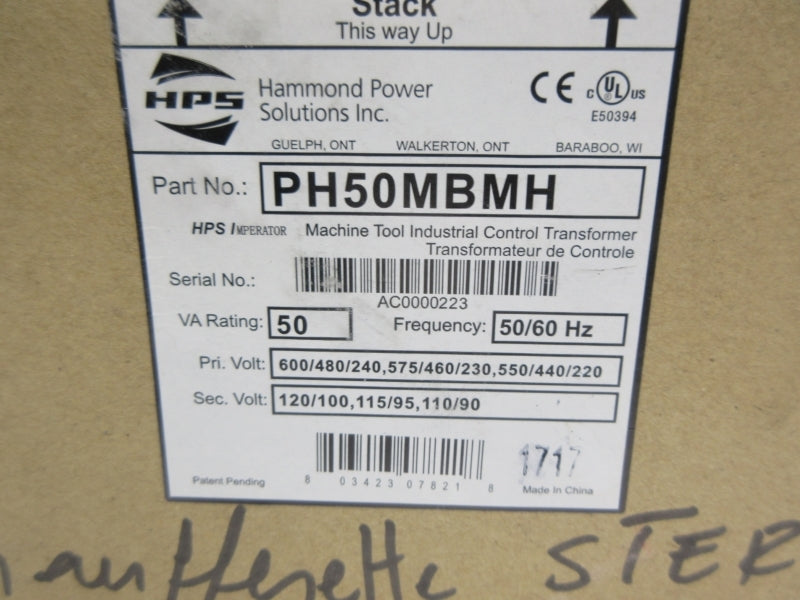 Stack
This way Up
HPS
Hammond Power
Solutions Inc.
CE
C UL US
E50394
GUELPH, ONT WALKERTON, ONT BARABOO, WI
Part No.: PH50MBMH
HPS IMPERATOR Machine Tool Industrial Control Transformer
Transformateur de Controle
Serial No.:
AC0000223
VA Rating: 50 Frequency: 50/60 Hz
Pri. Volt: 600/480/240,575/460/230,550/440/220
Sec. Volt: 120/100,115/95,110/90
1717
Patent Pending 8 03423 07821 8 Made In China
STER